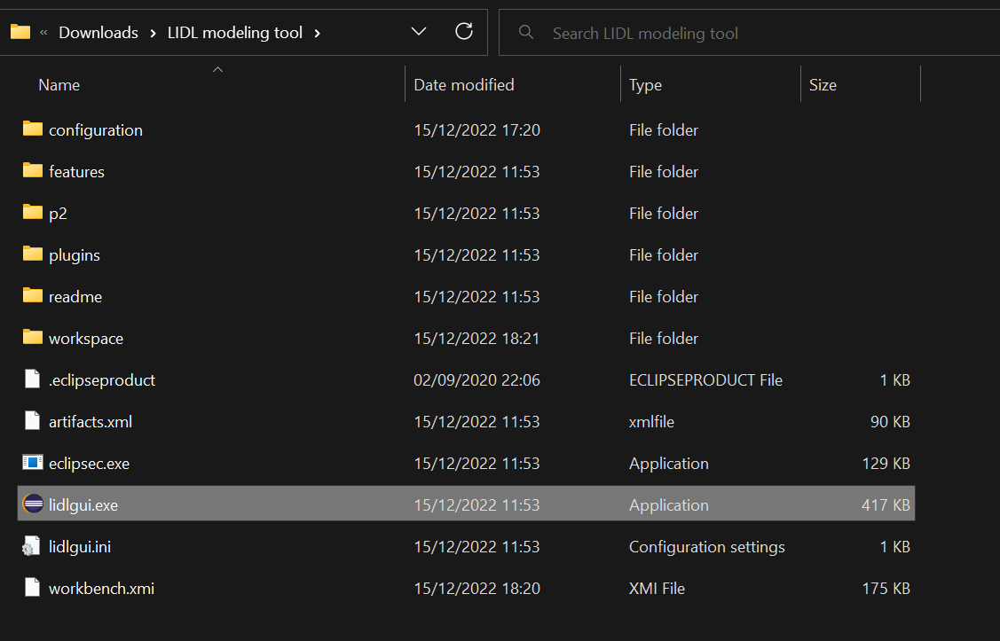 « Downloads › LIDL modeling tool ›
Search LIDL modeling tool
Name Date modified Type Size
configuration 15/12/2022 17:20 File folder
features 15/12/2022 11:53 File folder
p2 15/12/2022 11:53 File folder
plugins 15/12/2022 11:53 File folder
readme 15/12/2022 11:53 File folder
workspace 15/12/2022 18:21 File folder
.eclipseproduct 02/09/2020 22:06 ECLIPSEPRODUCT File 1 KB
artifacts.xml 15/12/2022 11:53 xmlfile 90 KB
eclipsec.exe 15/12/2022 11:53 Application 129 KB
lidlgui.exe 15/12/2022 11:53 Application 417 KB
lidlgui.ini 15/12/2022 11:53 Configuration settings 1 KB
workbench.xmi 15/12/2022 18:20 XMI File 175 KB